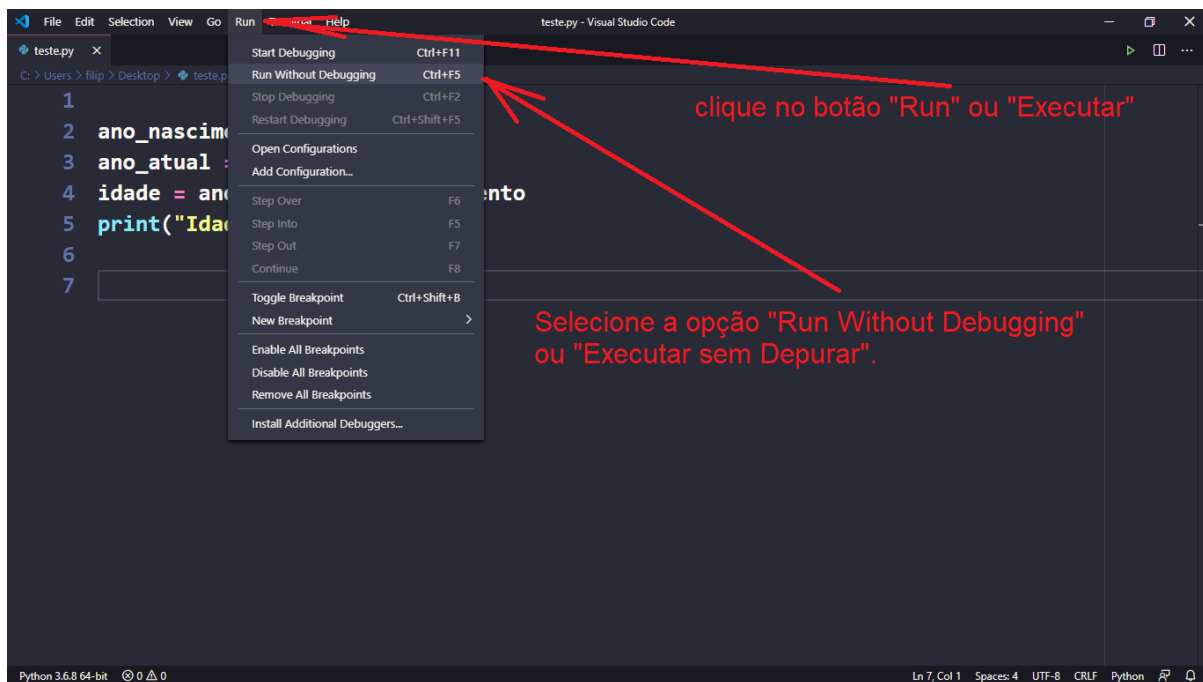 File Edit Selection View Go Run Help teste.py - Visual Studio Code
teste.py
C: > Users > filip > Desktop > teste.p
Start Debugging Ctrl+F11
Run Without Debugging Ctrl+F5
Stop Debugging Ctrl+F2
Restart Debugging Ctrl+Shift+F5
Open Configurations
Add Configuration...
Step Over F6
Step Into F5
Step Out F7
Continue F8
Toggle Breakpoint Ctrl+Shift+B
New Breakpoint
Enable All Breakpoints
Disable All Breakpoints
Remove All Breakpoints
Install Additional Debuggers...
1
2 ano_nascim
3 ano_atual
4 idade = an ento
5 print("Ida
6
7
clique no botão "Run" ou "Executar"
Selecione a opção "Run Without Debugging"
ou "Executar sem Depurar".
Python 3.6.8 64-bit 0 0 Ln 7, Col 1 Spaces: 4 UTF-8 CRLF Python